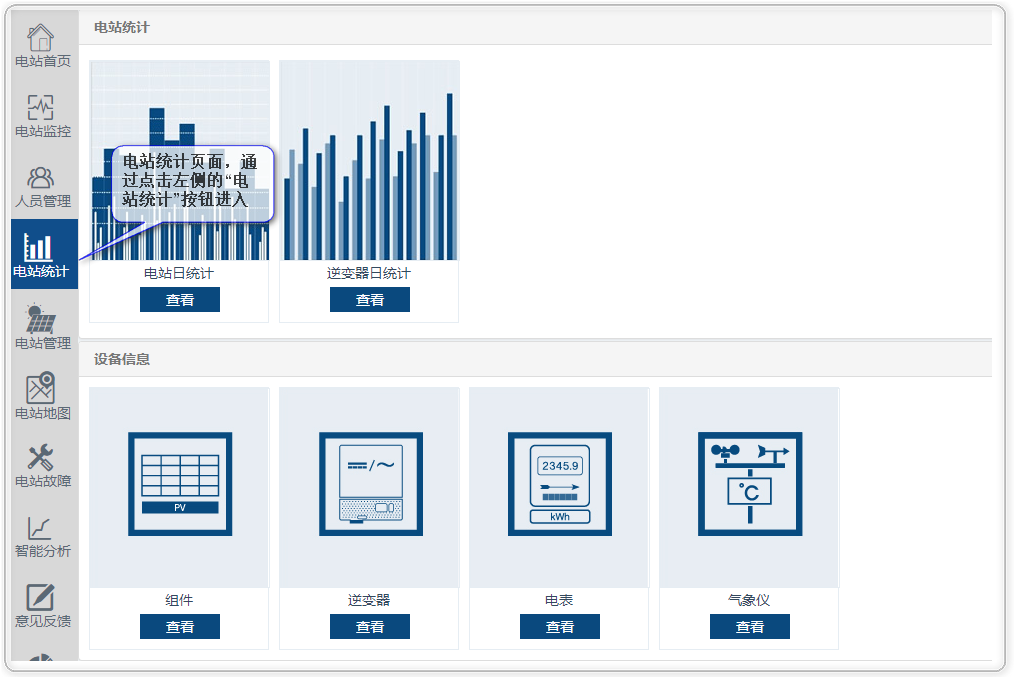 电站首页
电站监控
人员管理
电站统计
电站管理
电站地图
电站故障
智能分析
意见反馈
电站统计
电站统计页面，通
过点击左侧的“电
站统计”按钮进入
电站日统计
查看
逆变器日统计
查看
设备信息
PV
组件
查看
逆变器
查看
2345.9
kWh
电表
查看
℃
气象仪
查看